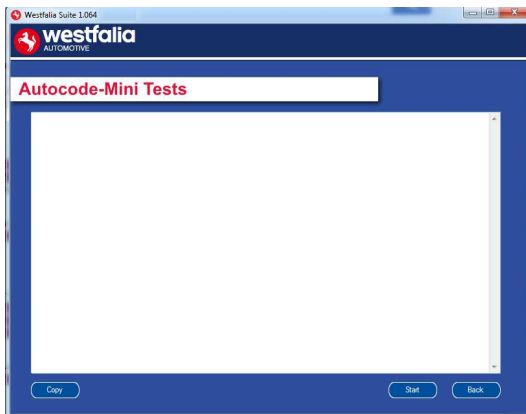 Westfalia Suite 1.064
westfalia
AUTOMOTIVE
Autocode-Mini Tests
Copy
Start
Back